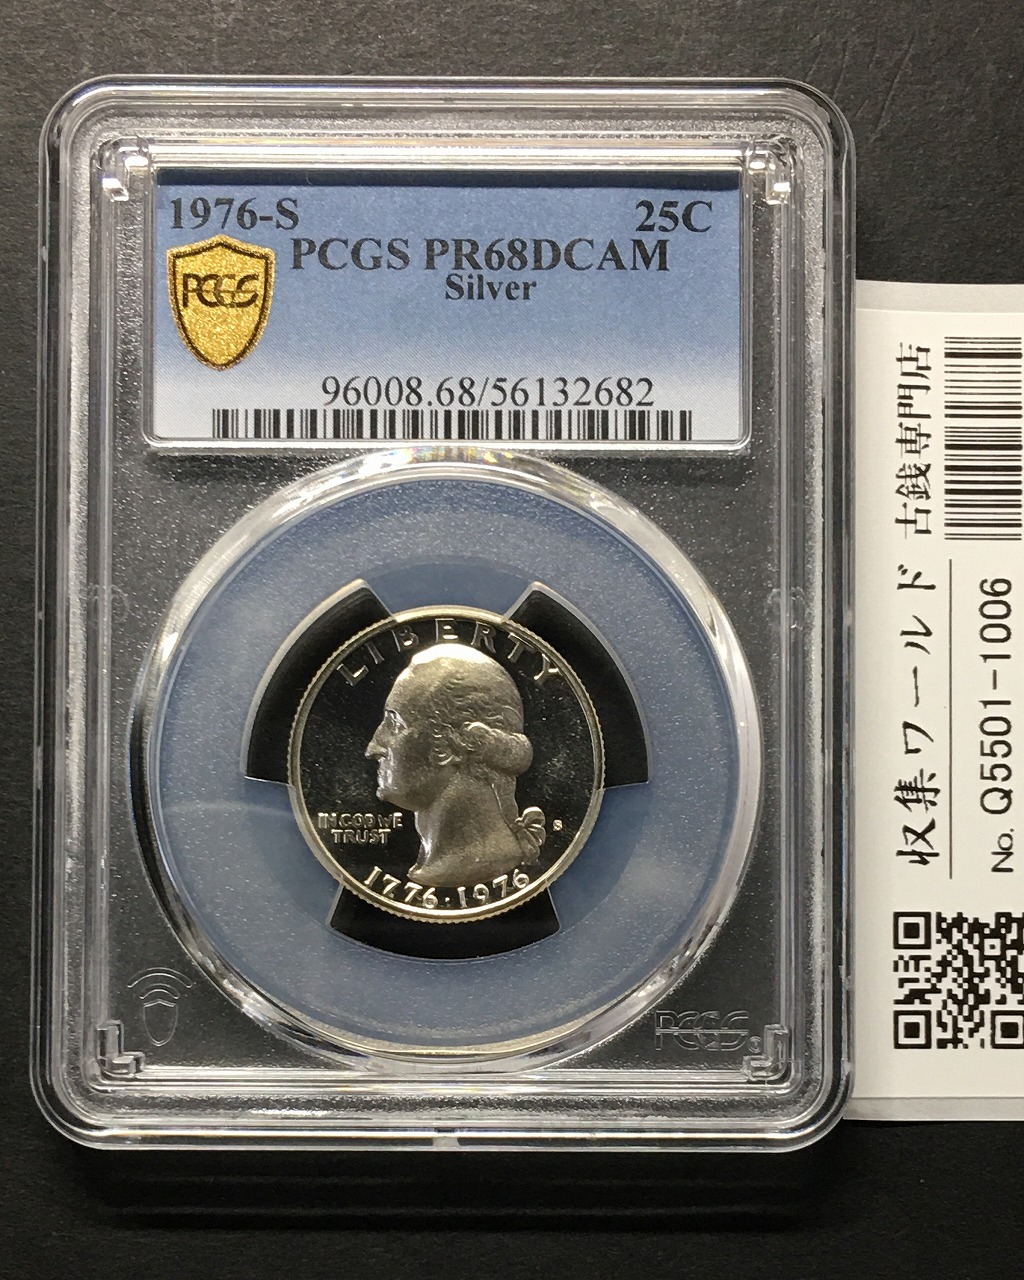 1976-S 25C
PCGS PR68DCAM
Silver
PCGS
96008.68/56132682
LIBERTY
IN GOD WE
TRUST
S
1776·1976
PCGS
収集ワールド 古銭専門店
No. Q5501-1006